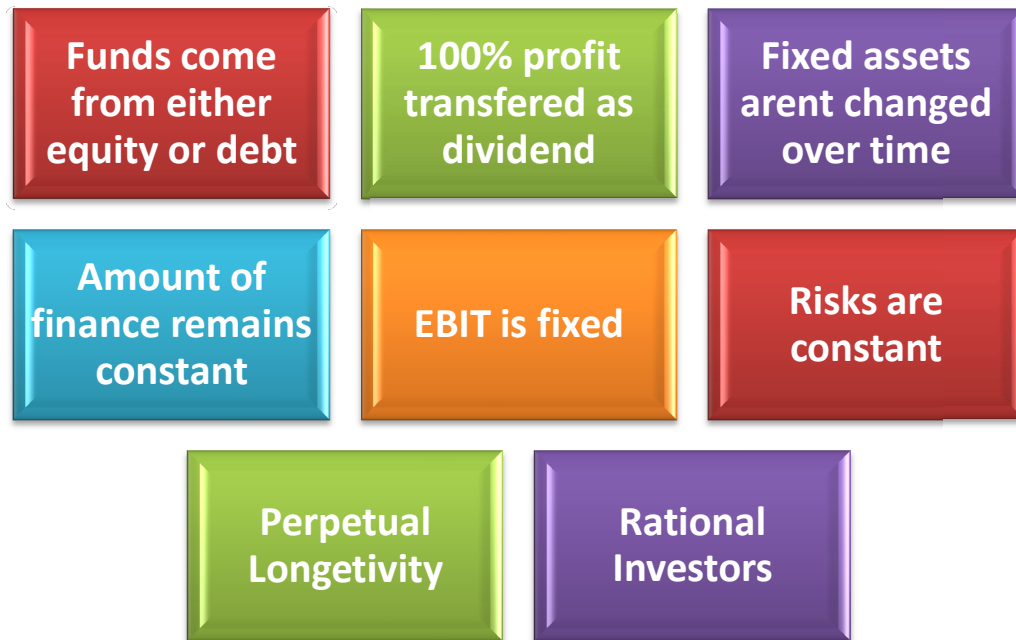 Funds come
from either
equity or debt
100% profit
transfered as
dividend
Fixed assets
arent changed
over time
Amount of
finance remains
constant
EBIT is fixed
Risks are
constant
Perpetual
Longetivity
Rational
Investors